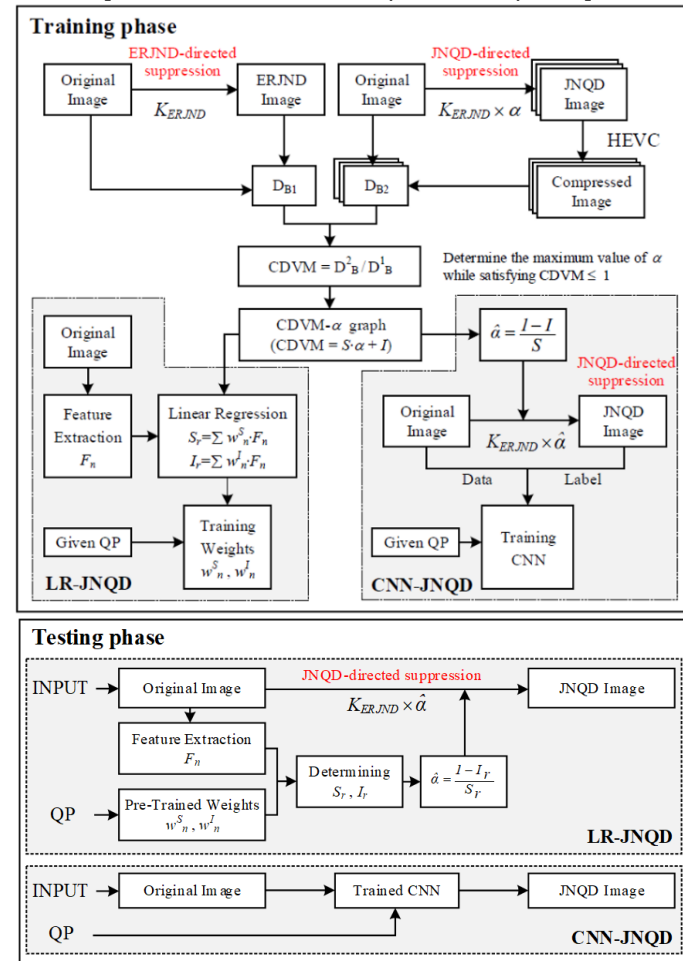 Training phase
ERJND-directed
suppression
JNQD-directed
suppression
Original
Image
K_ERJND
ERJND
Image
Original
Image
K_ERJND × α
JNQD
Image
HEVC
D_B1
D_B2
Compressed
Image
CDVM = D^2_B / D^1_B
Determine the maximum value of α
while satisfying CDVM ≤ 1
CDVM-α graph
(CDVM = S·α + I)
α̂ = (1 − I) / S
Original
Image
JNQD-directed
suppression
Feature
Extraction
F_n
Linear Regression
S_r=∑ w^S_n·F_n
I_r=∑ w^I_n·F_n
Original
Image
K_ERJND × α̂
JNQD
Image
Data
Label
Given QP
Training
Weights
w^S_n, w^I_n
Given QP
Training
CNN
LR-JNQD
CNN-JNQD
Testing phase
INPUT
Original Image
JNQD-directed suppression
K_ERJND × α̂
JNQD Image
Feature Extraction
F_n
Determining
S_r, I_r
α̂ = (1 − I_r) / S_r
QP
Pre-Trained Weights
w^S_n, w^I_n
LR-JNQD
INPUT
Original Image
Trained CNN
JNQD Image
QP
CNN-JNQD